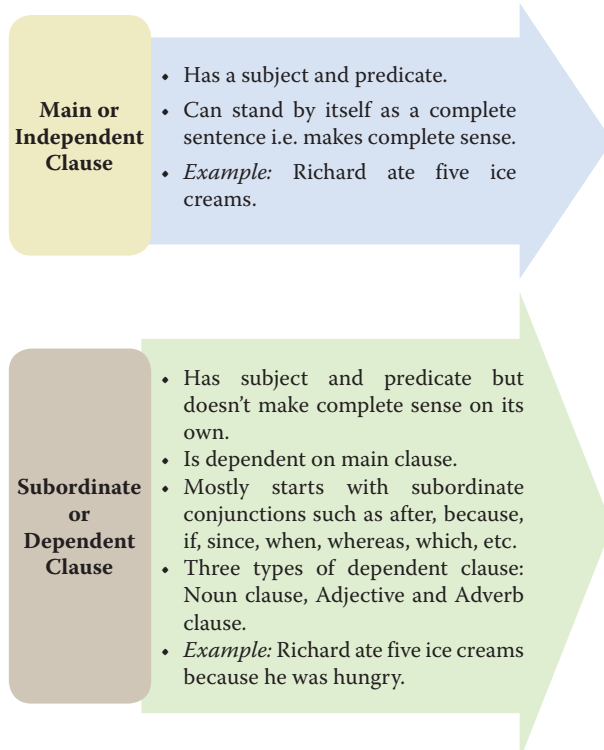 Main or
Independent
Clause
• Has a subject and predicate.
• Can stand by itself as a complete
sentence i.e. makes complete sense.
• Example: Richard ate five ice
creams.
Subordinate
or
Dependent
Clause
• Has subject and predicate but
doesn’t make complete sense on its
own.
• Is dependent on main clause.
• Mostly starts with subordinate
conjunctions such as after, because,
if, since, when, whereas, which, etc.
• Three types of dependent clause:
Noun clause, Adjective and Adverb
clause.
• Example: Richard ate five ice creams
because he was hungry.